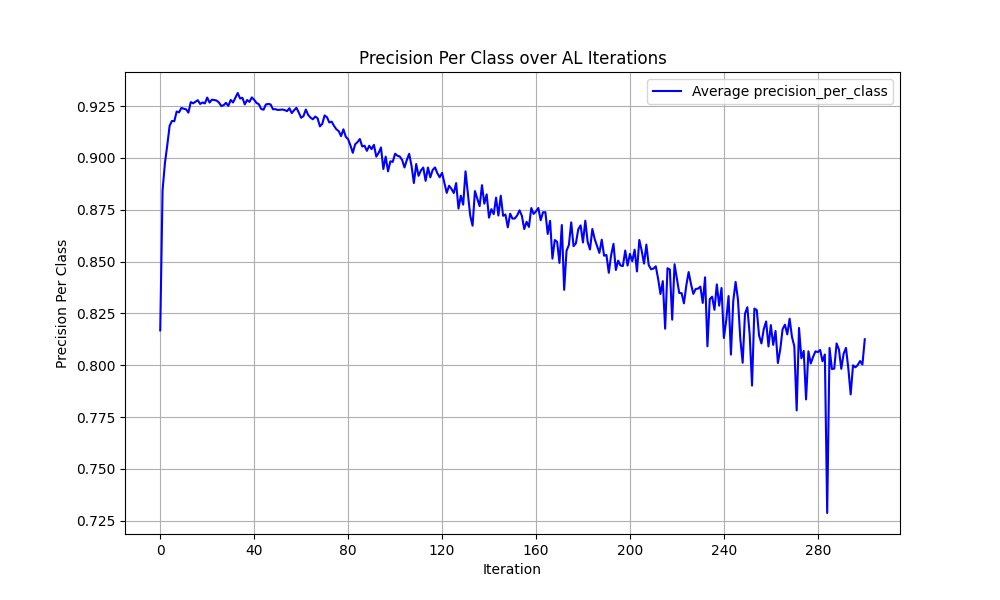 Precision Per Class over AL Iterations
Average precision_per_class
Precision Per Class
0.925
0.900
0.875
0.850
0.825
0.800
0.775
0.750
0.725
0 40 80 120 160 200 240 280
Iteration